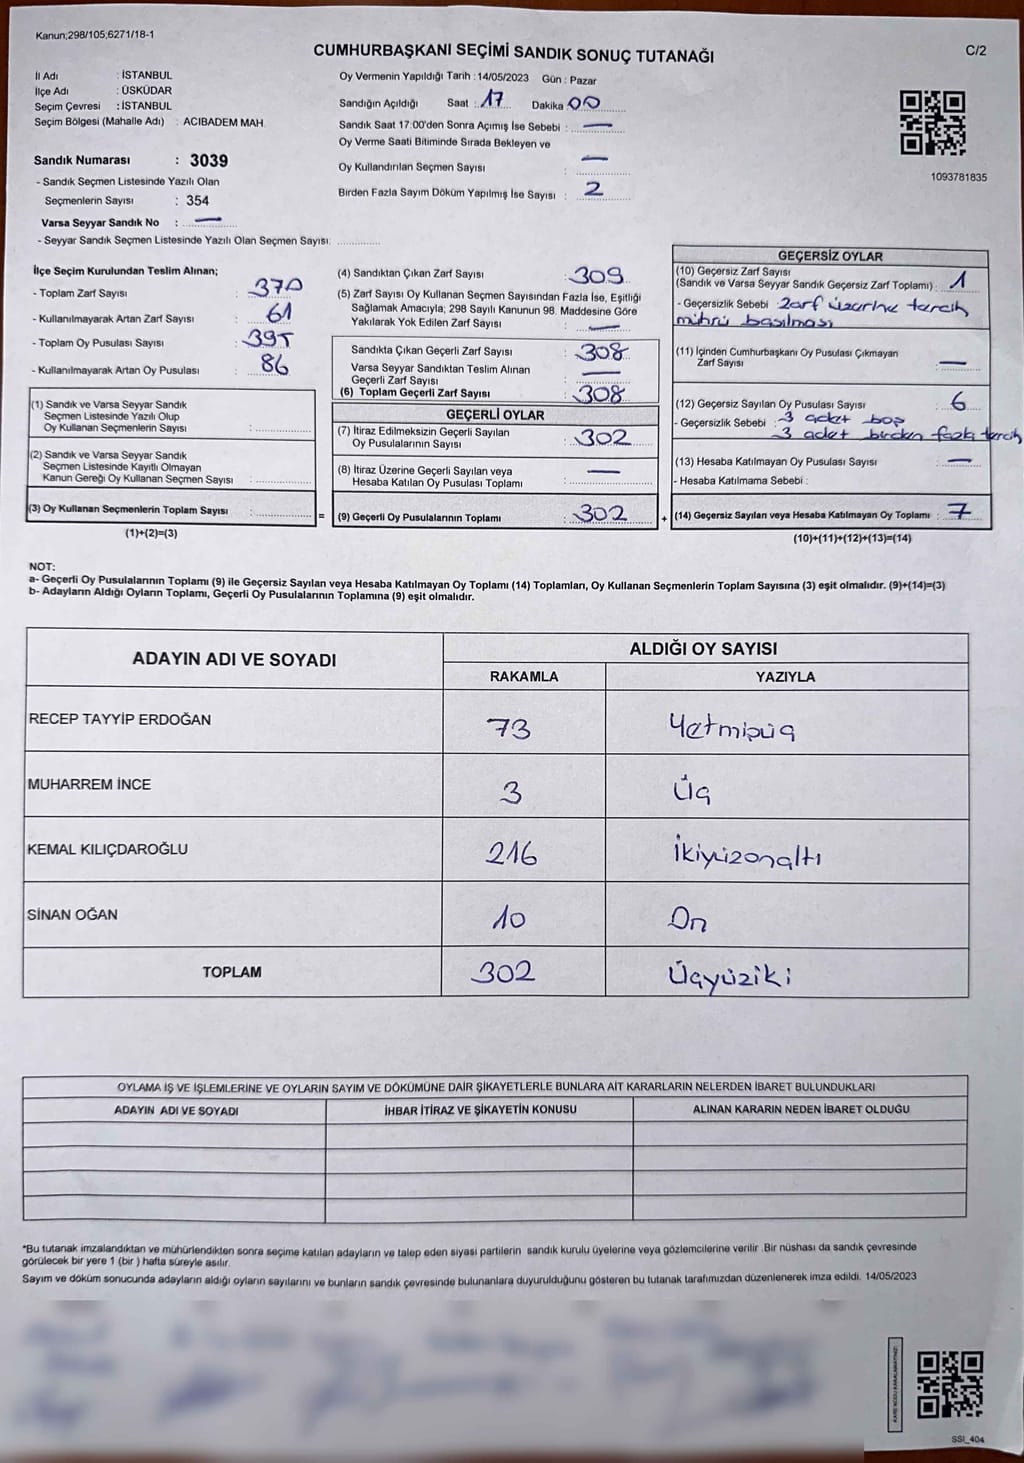 Kanun;298/105,6271/18-1
CUMHURBAŞKANI SEÇİMİ SANDIK SONUÇ TUTANAĞI
C/2
İl Adı : İSTANBUL
İlçe Adı : ÜSKÜDAR
Seçim Çevresi : İSTANBUL
Seçim Bölgesi (Mahalle Adı) : ACIBADEM MAH.
Sandık Numarası : 3039
- Sandık Seçmen Listesinde Yazılı Olan
Seçmenlerin Sayısı : 354
Varsa Seyyar Sandık No : —
- Seyyar Sandık Seçmen Listesinde Yazılı Olan Seçmen Sayısı: ............
Oy Vermenin Yapıldığı Tarih : 14/05/2023 Gün : Pazar
Sandığın Açıldığı Saat : 17 Dakika 00
Sandık Saat 17:00'den Sonra Açımış İse Sebebi : —
Oy Verme Saati Bitiminde Sırada Bekleyen ve
Oy Kullandırılan Seçmen Sayısı : —
Birden Fazla Sayım Döküm Yapılmış İse Sayısı : 2
1093781835
İlçe Seçim Kurulundan Teslim Alınan;
- Toplam Zarf Sayısı : 370
- Kullanılmayarak Artan Zarf Sayısı : 61
- Toplam Oy Pusulası Sayısı : 395
- Kullanılmayarak Artan Oy Pusulası : 86
(1) Sandık ve Varsa Seyyar Sandık
Seçmen Listesinde Yazılı Olup
Oy Kullanan Seçmenlerin Sayısı :
(2) Sandık ve Varsa Seyyar Sandık
Seçmen Listesinde Kayıtlı Olmayan
Kanun Gereği Oy Kullanan Seçmen Sayısı :
(3) Oy Kullanan Seçmenlerin Toplam Sayısı :
(1)+(2)=(3)
(4) Sandıktan Çıkan Zarf Sayısı : 309
(5) Zarf Sayısı Oy Kullanan Seçmen Sayısından Fazla İse, Eşitliği
Sağlamak Amacıyla; 298 Sayılı Kanunun 98. Maddesine Göre
Yakılarak Yok Edilen Zarf Sayısı : —
Sandıkta Çıkan Geçerli Zarf Sayısı : 308
Varsa Seyyar Sandıktan Teslim Alınan
Geçerli Zarf Sayısı : —
(6) Toplam Geçerli Zarf Sayısı : 308
GEÇERLİ OYLAR
(7) İtiraz Edilmeksizin Geçerli Sayılan
Oy Pusulalarının Sayısı : 302
(8) İtiraz Üzerine Geçerli Sayılan veya
Hesaba Katılan Oy Pusulası Toplamı : —
= (9) Geçerli Oy Pusulalarının Toplamı : 302
GEÇERSİZ OYLAR
(10) Geçersiz Zarf Sayısı
(Sandık ve Varsa Seyyar Sandık Geçersiz Zarf Toplamı) : 1
- Geçersizlik Sebebi : Zarf üzerine tercih
mührü basılması
(11) İçinden Cumhurbaşkanı Oy Pusulası Çıkmayan
Zarf Sayısı : —
(12) Geçersiz Sayılan Oy Pusulası Sayısı : 6
- Geçersizlik Sebebi : 3 adet boş
3 adet birden fazla tercih
(13) Hesaba Katılmayan Oy Pusulası Sayısı : —
- Hesaba Katılmama Sebebi :
+ (14) Geçersiz Sayılan veya Hesaba Katılmayan Oy Toplamı : 7
(10)+(11)+(12)+(13)=(14)
NOT:
a- Geçerli Oy Pusulalarının Toplamı (9) ile Geçersiz Sayılan veya Hesaba Katılmayan Oy Toplamı (14) Toplamları, Oy Kullanan Seçmenlerin Toplam Sayısına (3) eşit olmalıdır. (9)+(14)=(3)
b- Adayların Aldığı Oyların Toplamı, Geçerli Oy Pusulalarının Toplamına (9) eşit olmalıdır.
ADAYIN ADI VE SOYADI
ALDIĞI OY SAYISI
RAKAMLA YAZIYLA
RECEP TAYYİP ERDOĞAN 73 Yetmişüç
MUHARREM İNCE 3 Üç
KEMAL KILIÇDAROĞLU 216 İkiyüzonaltı
SİNAN OĞAN 10 On
TOPLAM 302 Üçyüziki
OYLAMA İŞ VE İŞLEMLERİNE VE OYLARIN SAYIM VE DÖKÜMÜNE DAİR ŞİKAYETLERLE BUNLARA AİT KARARLARIN NELERDEN İBARET BULUNDUKLARI
ADAYIN ADI VE SOYADI İHBAR İTİRAZ VE ŞİKAYETİN KONUSU ALINAN KARARIN NEDEN İBARET OLDUĞU
*Bu tutanak imzalandıktan ve mühürlendikten sonra seçime katılan adayların ve talep eden siyasi partilerin sandık kurulu üyelerine veya gözlemcilerine verilir .Bir nüshası da sandık çevresinde
görülecek bir yere 1 (bir ) hafta süreyle asılır.
Sayım ve döküm sonucunda adayların aldığı oyların sayılarını ve bunların sandık çevresinde bulunanlara duyurulduğunu gösteren bu tutanak tarafımızdan düzenlenerek imza edildi. 14/05/2023
SSI_404